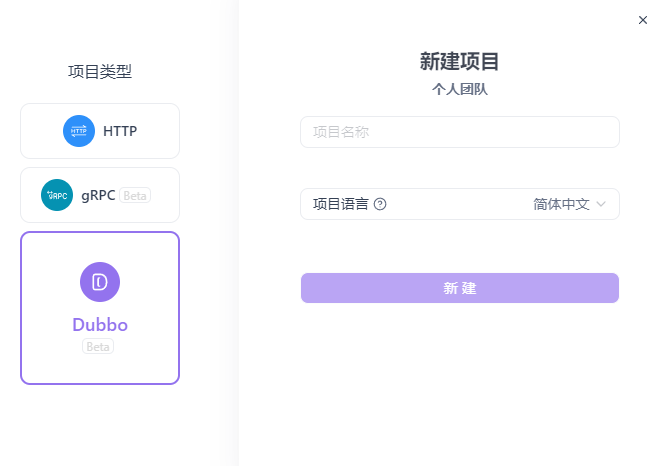 项目类型
HTTP
HTTP
gRPC
gRPC Beta
Dubbo
Beta
新建项目
个人团队
项目名称
项目语言 简体中文
新 建